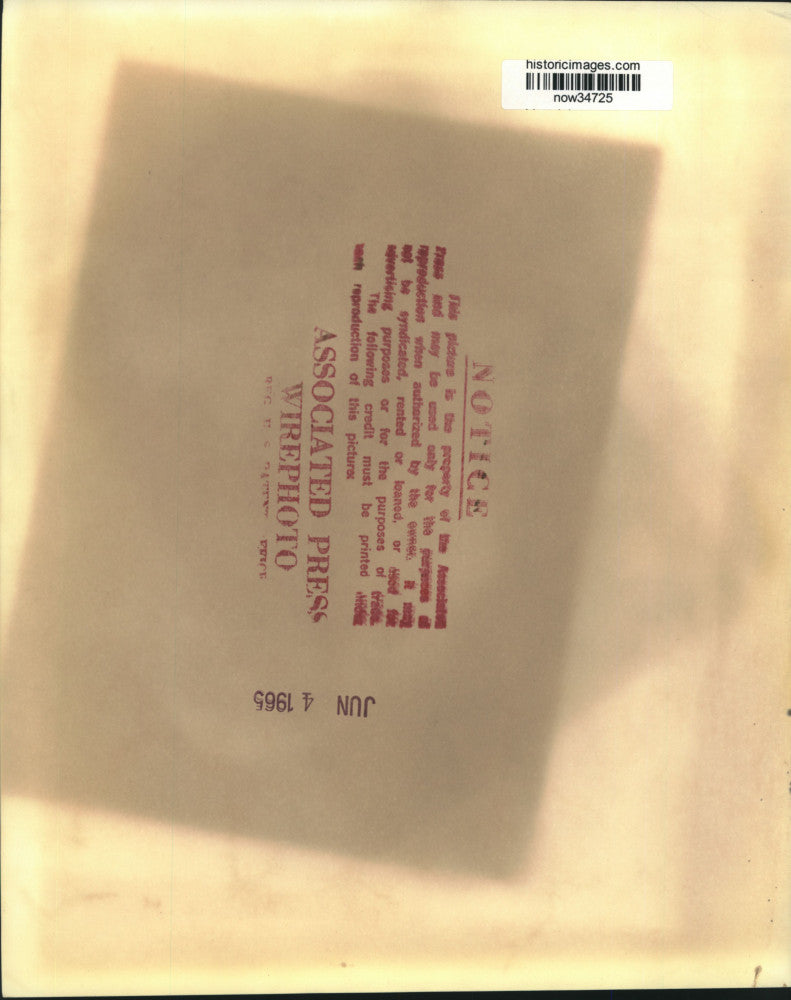 historicimages.com
now34725
NOTICE
This picture is the property of the Associated
Press and may be used only for the purposes of
reproduction when authorized by the owner. It may
not be syndicated, rented or loaned, or used for
advertising purposes or for the purposes of trade.
The following credit must be printed under
each reproduction of this picture:
ASSOCIATED PRESS
WIREPHOTO
JUN 4 1965